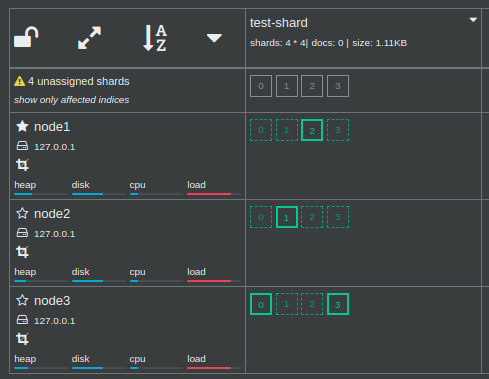 A
Z
test-shard
shards: 4 * 4| docs: 0 | size: 1.11KB
4 unassigned shards
show only affected indices
0 1 2 3
node1
127.0.0.1
heap disk cpu load
0 1 2 3
node2
127.0.0.1
heap disk cpu load
0 1 2 3
node3
127.0.0.1
heap disk cpu load
0 1 2 3